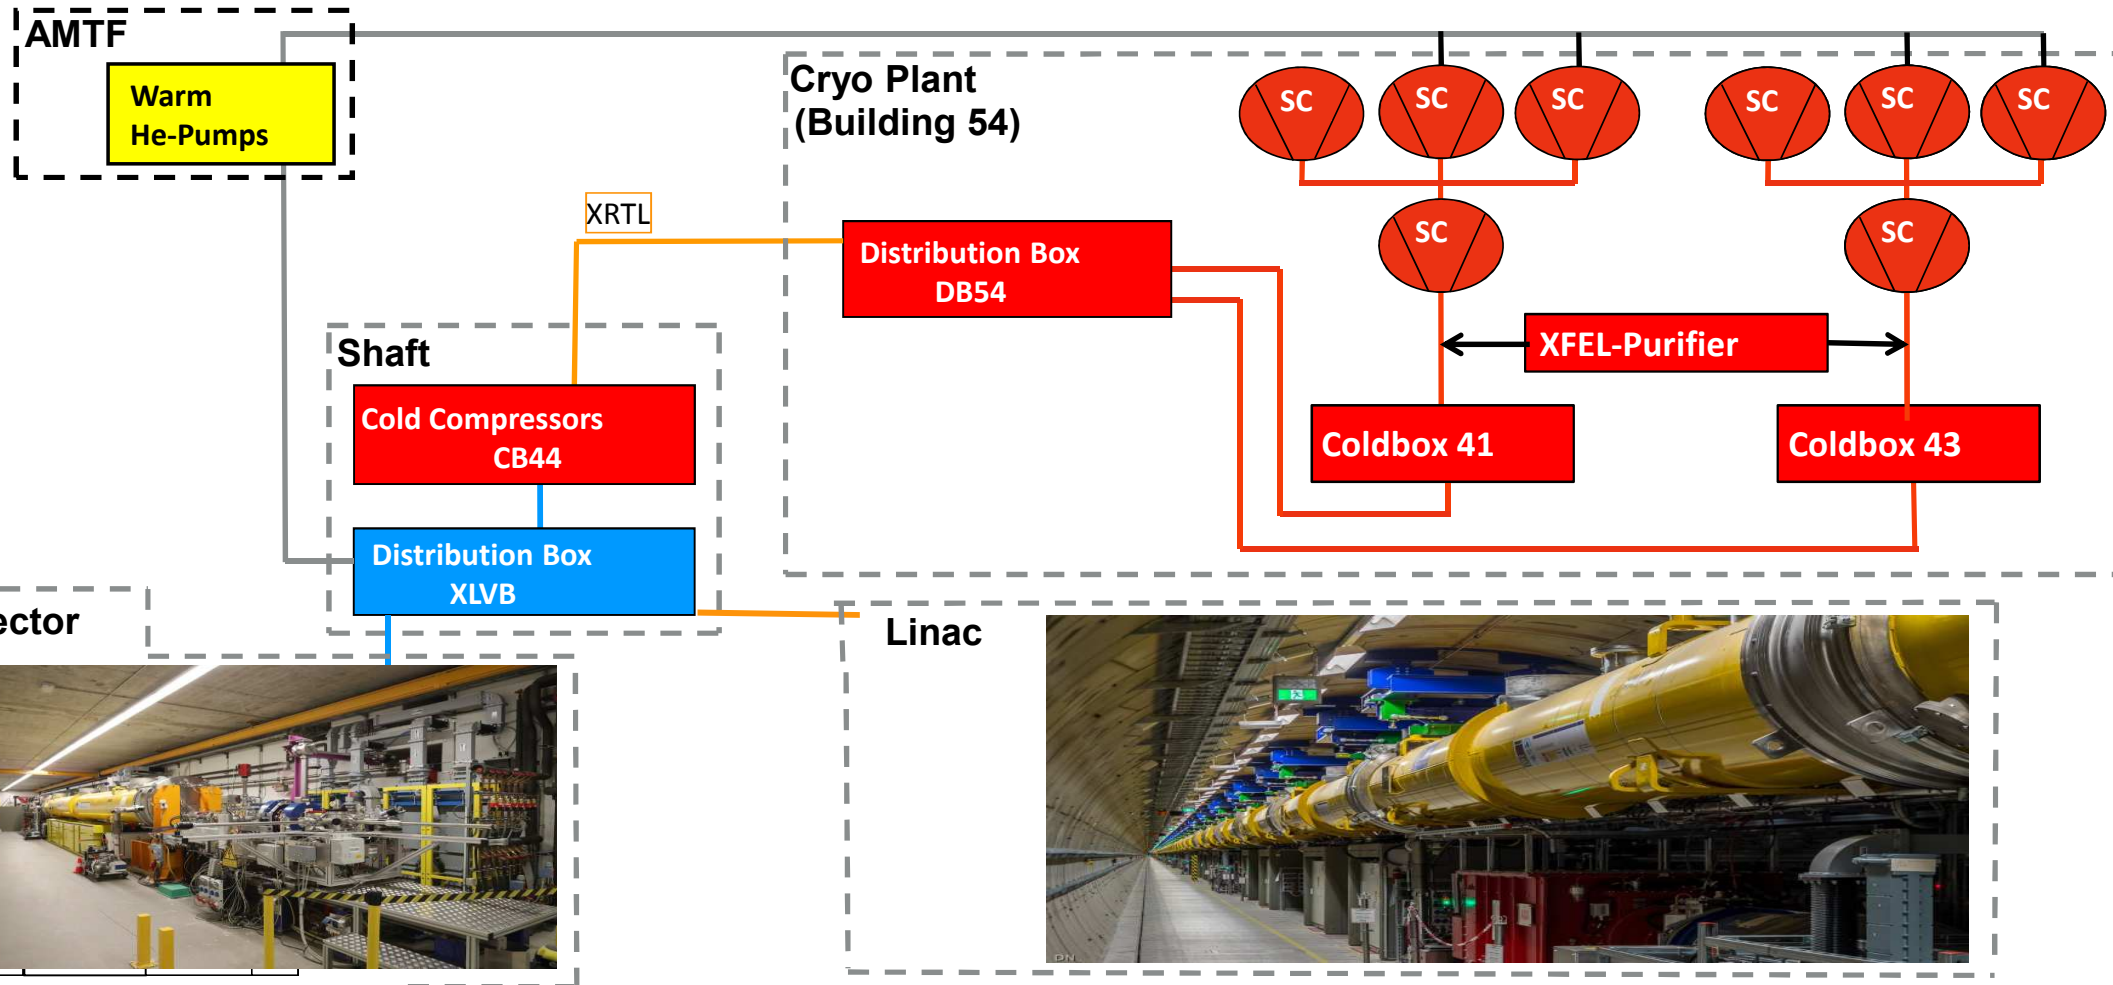 AMTF
Warm
He-Pumps
Cryo Plant
(Building 54)
SC
SC
SC
SC
SC
SC
SC
SC
XRTL
Distribution Box
DB54
XFEL-Purifier
Shaft
Cold Compressors
CB44
Coldbox 41
Coldbox 43
Distribution Box
XLVB
ector
Linac
DN